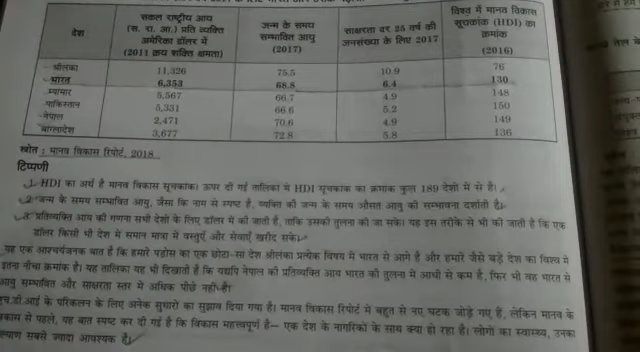 देश
सकल राष्ट्रीय आय
(स. रा. आ.) प्रति व्यक्ति
अमेरिकी डॉलर में
(2011 क्रय शक्ति क्षमता)
जन्म के समय
सम्भावित आयु
(2017)
साक्षरता दर 25 वर्ष की
जनसंख्या के लिए 2017
विश्व में मानव विकास
सूचकांक (HDI) का
क्रमांक
(2016)
श्रीलंका 11,326 75.5 10.9 76
भारत 6,353 68.8 6.4 130
म्यांमार 5,567 66.7 4.9 148
पाकिस्तान 5,331 66.6 5.2 150
नेपाल 2,471 70.6 4.9 149
बांग्लादेश 3,677 72.8 5.8 136
स्रोत : मानव विकास रिपोर्ट, 2018
टिप्पणी
1. HDI का अर्थ है मानव विकास सूचकांक। ऊपर दी गई तालिका में HDI सूचकांक का क्रमांक कुल 189 देशों में से है।
2. जन्म के समय सम्भावित आयु, जैसा कि नाम से स्पष्ट है, व्यक्ति की जन्म के समय औसत आयु की सम्भावना दर्शाती है।
3. प्रतिव्यक्ति आय की गणना सभी देशों के लिए डॉलर में की जाती है, ताकि उसकी तुलना की जा सके। यह इस तरीके से भी की जाती है कि एक
डॉलर किसी भी देश में समान मात्रा में वस्तुएँ और सेवाएँ खरीद सके।
यह एक आश्चर्यजनक बात है कि हमारे पड़ोस का एक छोटा-सा देश श्रीलंका प्रत्येक विषय में भारत से आगे है और हमारे जैसे बड़े देश का विश्व में
इतना नीचा क्रमांक है। यह तालिका यह भी दिखाती है कि यद्यपि नेपाल की प्रतिव्यक्ति आय भारत की तुलना में आधी से कम है, फिर भी वह भारत से
आयु सम्भावित और साक्षरता स्तर में अधिक पीछे नहीं है।
एच.डी.आई के परिकलन के लिए अनेक सुधारों का सुझाव दिया गया है। मानव विकास रिपोर्ट में बहुत से नए घटक जोड़े गए हैं, लेकिन मानव के
विकास से पहले, यह बात स्पष्ट कर दी गई है कि विकास महत्त्वपूर्ण है– एक देश के नागरिकों के साथ क्या हो रहा है। लोगों का स्वास्थ्य, उनका
कल्याण सबसे ज्यादा आवश्यक है।